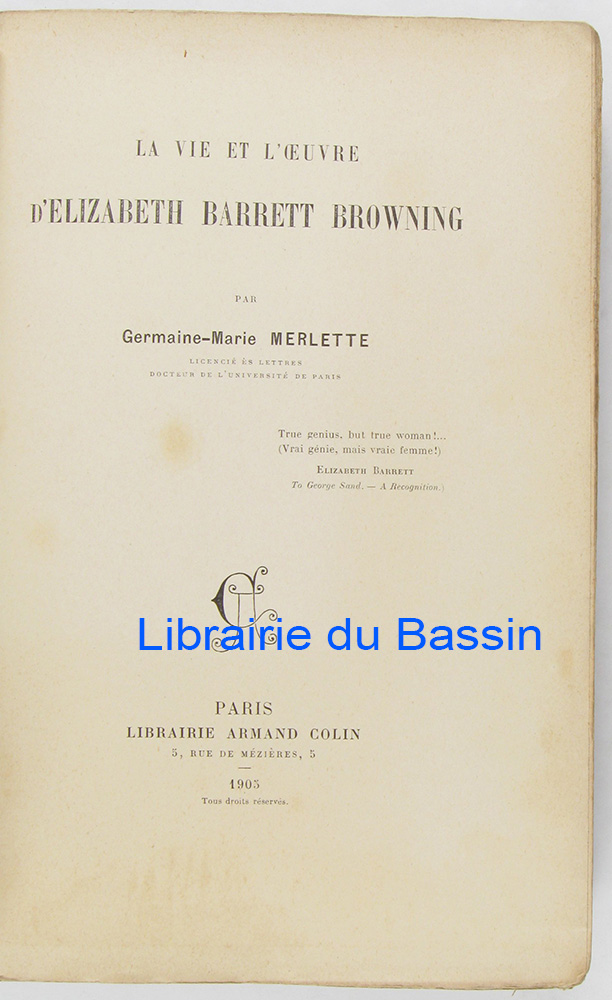 LA VIE ET L'ŒUVRE
D'ELIZABETH BARRETT BROWNING
PAR
Germaine-Marie MERLETTE
LICENCIÉ ÈS LETTRES
DOCTEUR DE L'UNIVERSITÉ DE PARIS
True genius, but true woman!...
(Vrai génie, mais vraie femme!)
ELIZABETH BARRETT
To George Sand. — A Recognition.)
Librairie du Bassin
PARIS
LIBRAIRIE ARMAND COLIN
5, RUE DE MÉZIÈRES, 5
1905
Tous droits réservés.